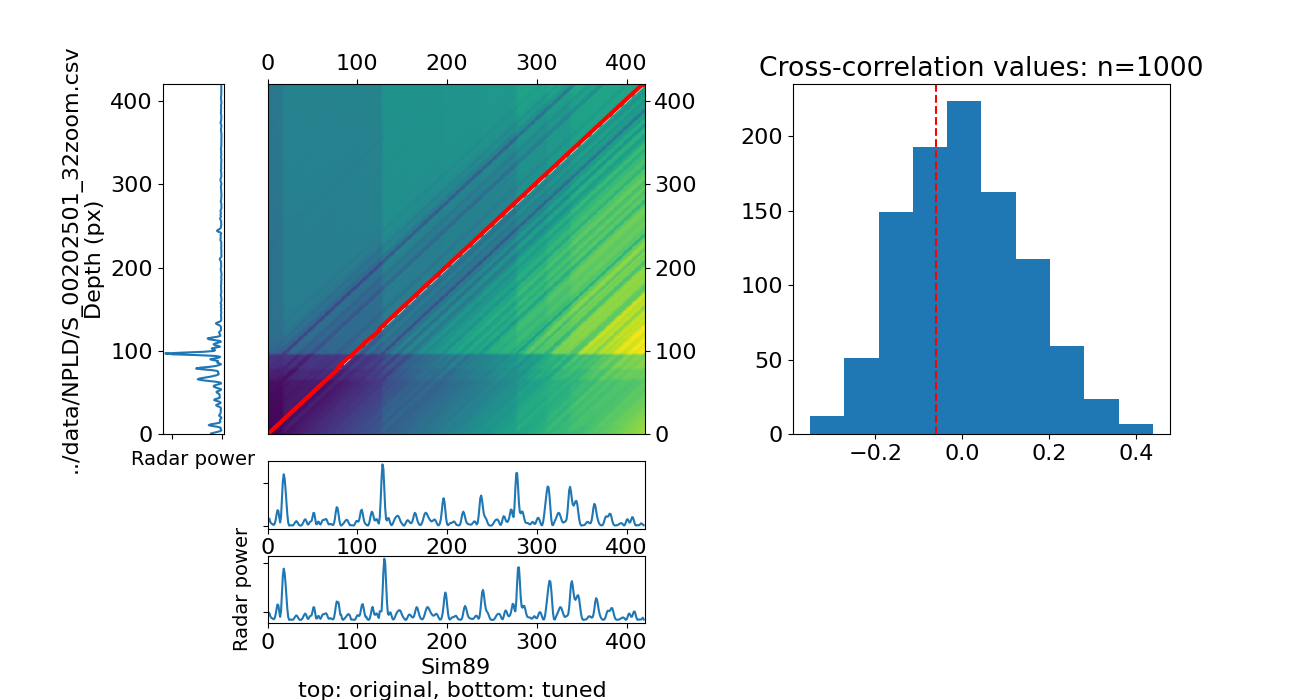 ../data/NPLD/S_00202501_32zoom.csv
Depth (px)
400
300
200
100
0
Radar power
0 100 200 300 400
400
300
200
100
0
0 100 200 300 400
Radar power
0 100 200 300 400
Sim89
top: original, bottom: tuned
Cross-correlation values: n=1000
200
150
100
50
0
−0.2 0.0 0.2 0.4